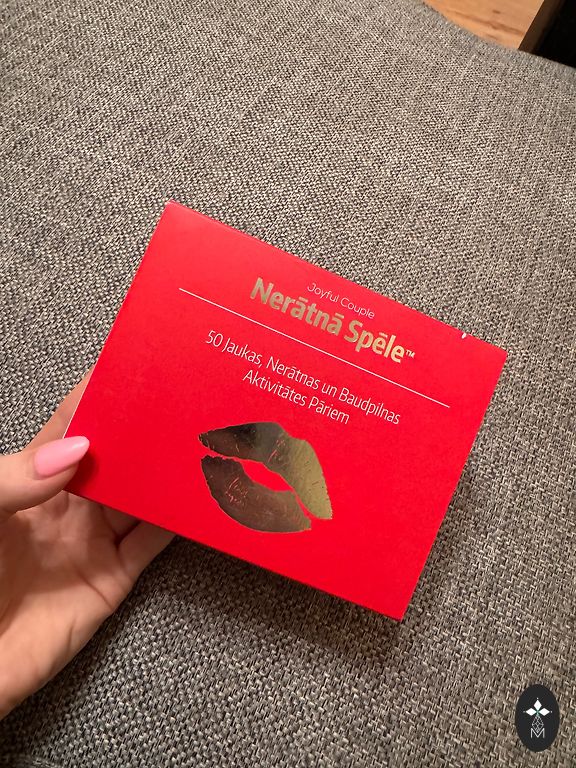 Joyful Couple
Nerātnā Spēle™
50 Jaukas, Nerātnas un Baudpilnas
Aktivitātes Pāriem
M